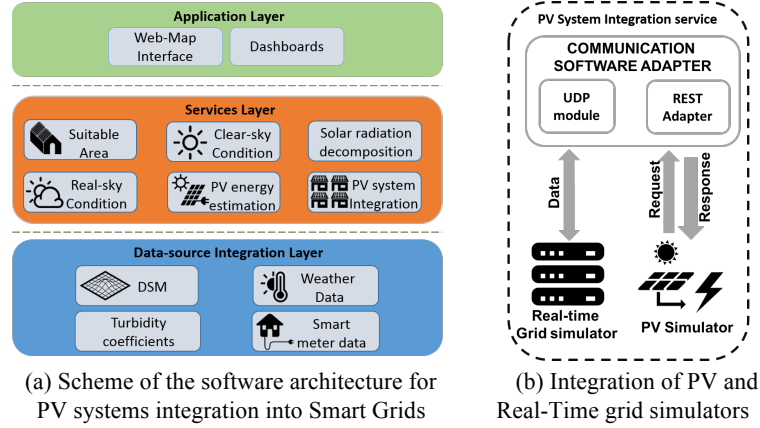 Application Layer
Web-Map
Interface
Dashboards
Services Layer
Suitable
Area
Clear-sky
Condition
Solar radiation
decomposition
Real-sky
Condition
PV energy
estimation
PV system
Integration
Data-source Integration Layer
DSM
Weather
Data
Turbidity
coefficients
Smart
meter data
(a) Scheme of the software architecture for
PV systems integration into Smart Grids
PV System Integration service
COMMUNICATION
SOFTWARE ADAPTER
UDP
module
REST
Adapter
Data
Request
Response
Real-time
Grid simulator
PV Simulator
(b) Integration of PV and
Real-Time grid simulators